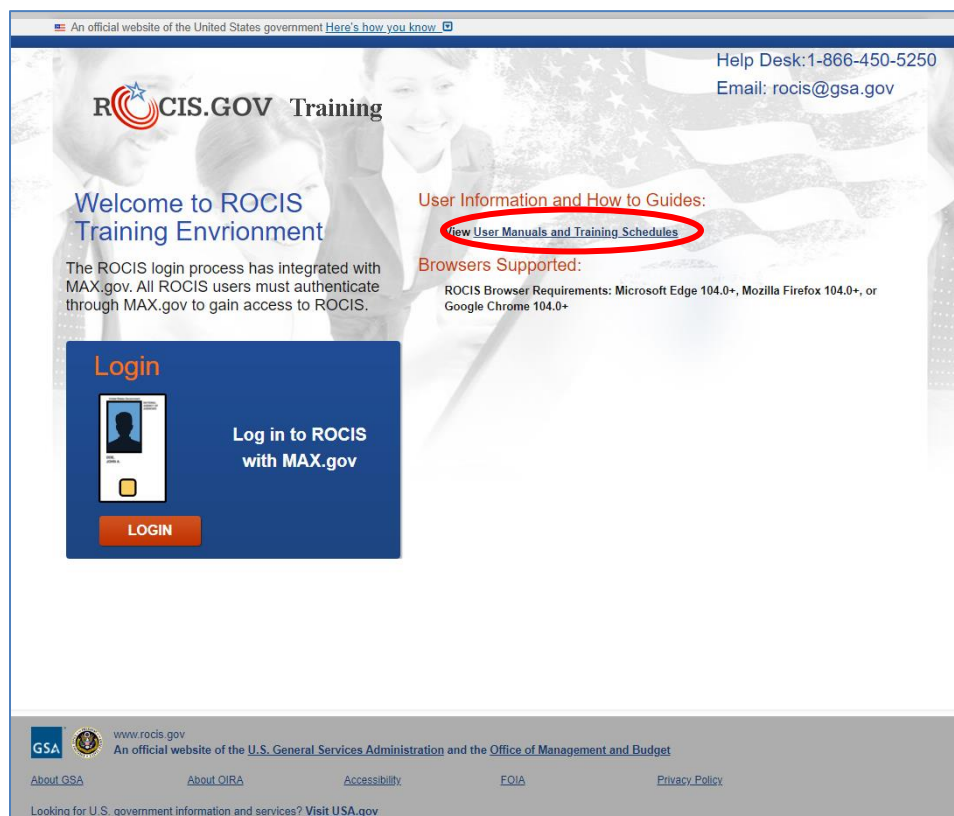 An official website of the United States government Here's how you know
Help Desk:1-866-450-5250
Email: rocis@gsa.gov
ROCIS.GOV Training
Welcome to ROCIS
Training Envrionment
The ROCIS login process has integrated with
MAX.gov. All ROCIS users must authenticate
through MAX.gov to gain access to ROCIS.
User Information and How to Guides:
View User Manuals and Training Schedules
Browsers Supported:
ROCIS Browser Requirements: Microsoft Edge 104.0+, Mozilla Firefox 104.0+, or
Google Chrome 104.0+
Login
Log in to ROCIS
with MAX.gov
LOGIN
GSA
www.rocis.gov
An official website of the U.S. General Services Administration and the Office of Management and Budget
About GSA About OIRA Accessibility FOIA Privacy Policy
Looking for U.S. government information and services? Visit USA.gov